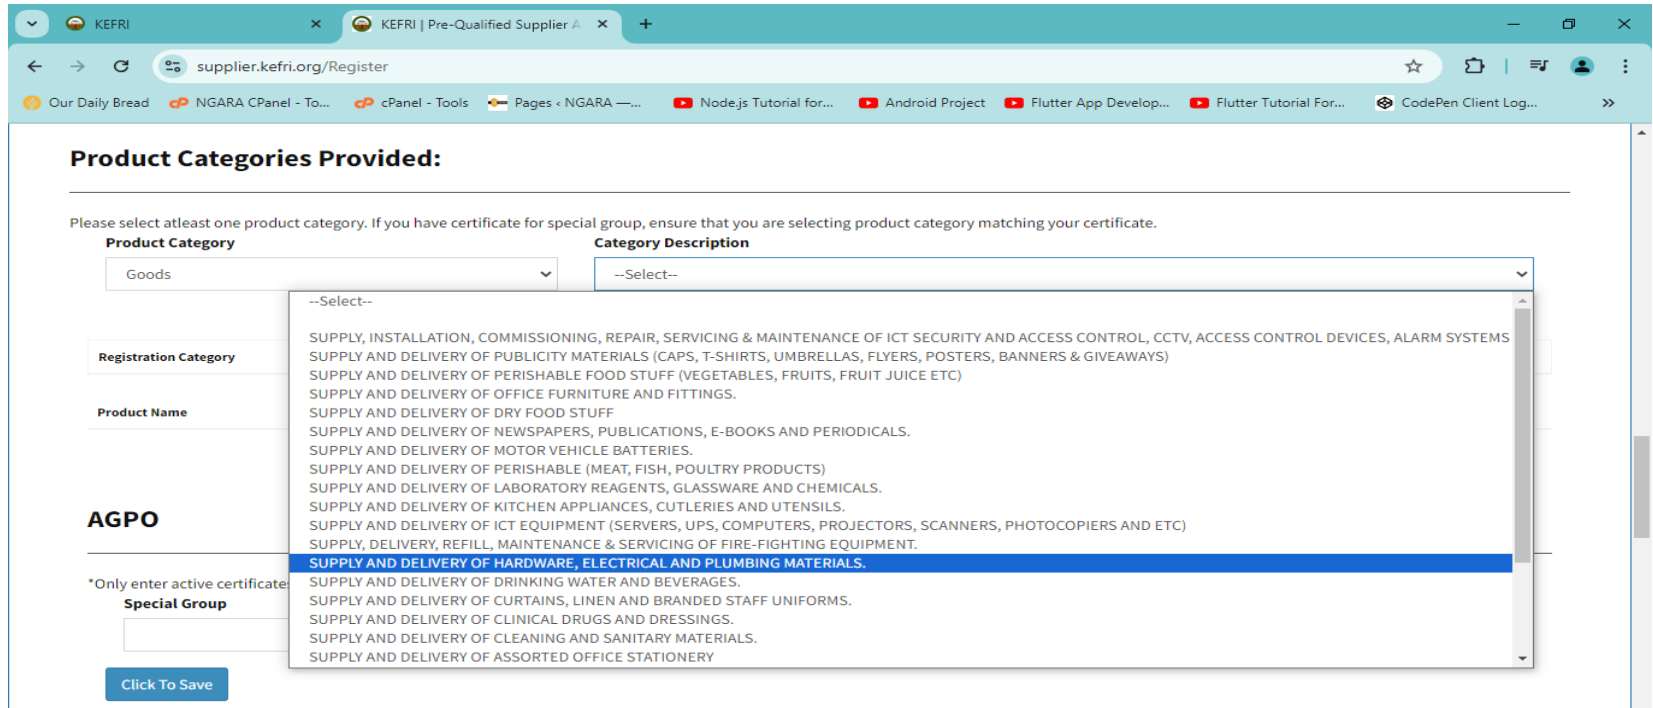 KEFRI
KEFRI | Pre-Qualified Supplier A
supplier.kefri.org/Register
Our Daily Bread NGARA CPanel - To... cPanel - Tools Pages ‹ NGARA —... Node.js Tutorial for... Android Project Flutter App Develop... Flutter Tutorial For... CodePen Client Log...
Product Categories Provided:
Please select atleast one product category. If you have certificate for special group, ensure that you are selecting product category matching your certificate.
Product Category Category Description
Goods --Select--
--Select--
SUPPLY, INSTALLATION, COMMISSIONING, REPAIR, SERVICING & MAINTENANCE OF ICT SECURITY AND ACCESS CONTROL, CCTV, ACCESS CONTROL DEVICES, ALARM SYSTEMS
Registration Category SUPPLY AND DELIVERY OF PUBLICITY MATERIALS (CAPS, T-SHIRTS, UMBRELLAS, FLYERS, POSTERS, BANNERS & GIVEAWAYS)
SUPPLY AND DELIVERY OF PERISHABLE FOOD STUFF (VEGETABLES, FRUITS, FRUIT JUICE ETC)
SUPPLY AND DELIVERY OF OFFICE FURNITURE AND FITTINGS.
Product Name SUPPLY AND DELIVERY OF DRY FOOD STUFF
SUPPLY AND DELIVERY OF NEWSPAPERS, PUBLICATIONS, E-BOOKS AND PERIODICALS.
SUPPLY AND DELIVERY OF MOTOR VEHICLE BATTERIES.
SUPPLY AND DELIVERY OF PERISHABLE (MEAT, FISH, POULTRY PRODUCTS)
SUPPLY AND DELIVERY OF LABORATORY REAGENTS, GLASSWARE AND CHEMICALS.
SUPPLY AND DELIVERY OF KITCHEN APPLIANCES, CUTLERIES AND UTENSILS.
AGPO SUPPLY AND DELIVERY OF ICT EQUIPMENT (SERVERS, UPS, COMPUTERS, PROJECTORS, SCANNERS, PHOTOCOPIERS AND ETC)
SUPPLY, DELIVERY, REFILL, MAINTENANCE & SERVICING OF FIRE-FIGHTING EQUIPMENT.
SUPPLY AND DELIVERY OF HARDWARE, ELECTRICAL AND PLUMBING MATERIALS.
*Only enter active certificate SUPPLY AND DELIVERY OF DRINKING WATER AND BEVERAGES.
Special Group SUPPLY AND DELIVERY OF CURTAINS, LINEN AND BRANDED STAFF UNIFORMS.
SUPPLY AND DELIVERY OF CLINICAL DRUGS AND DRESSINGS.
SUPPLY AND DELIVERY OF CLEANING AND SANITARY MATERIALS.
SUPPLY AND DELIVERY OF ASSORTED OFFICE STATIONERY
Click To Save